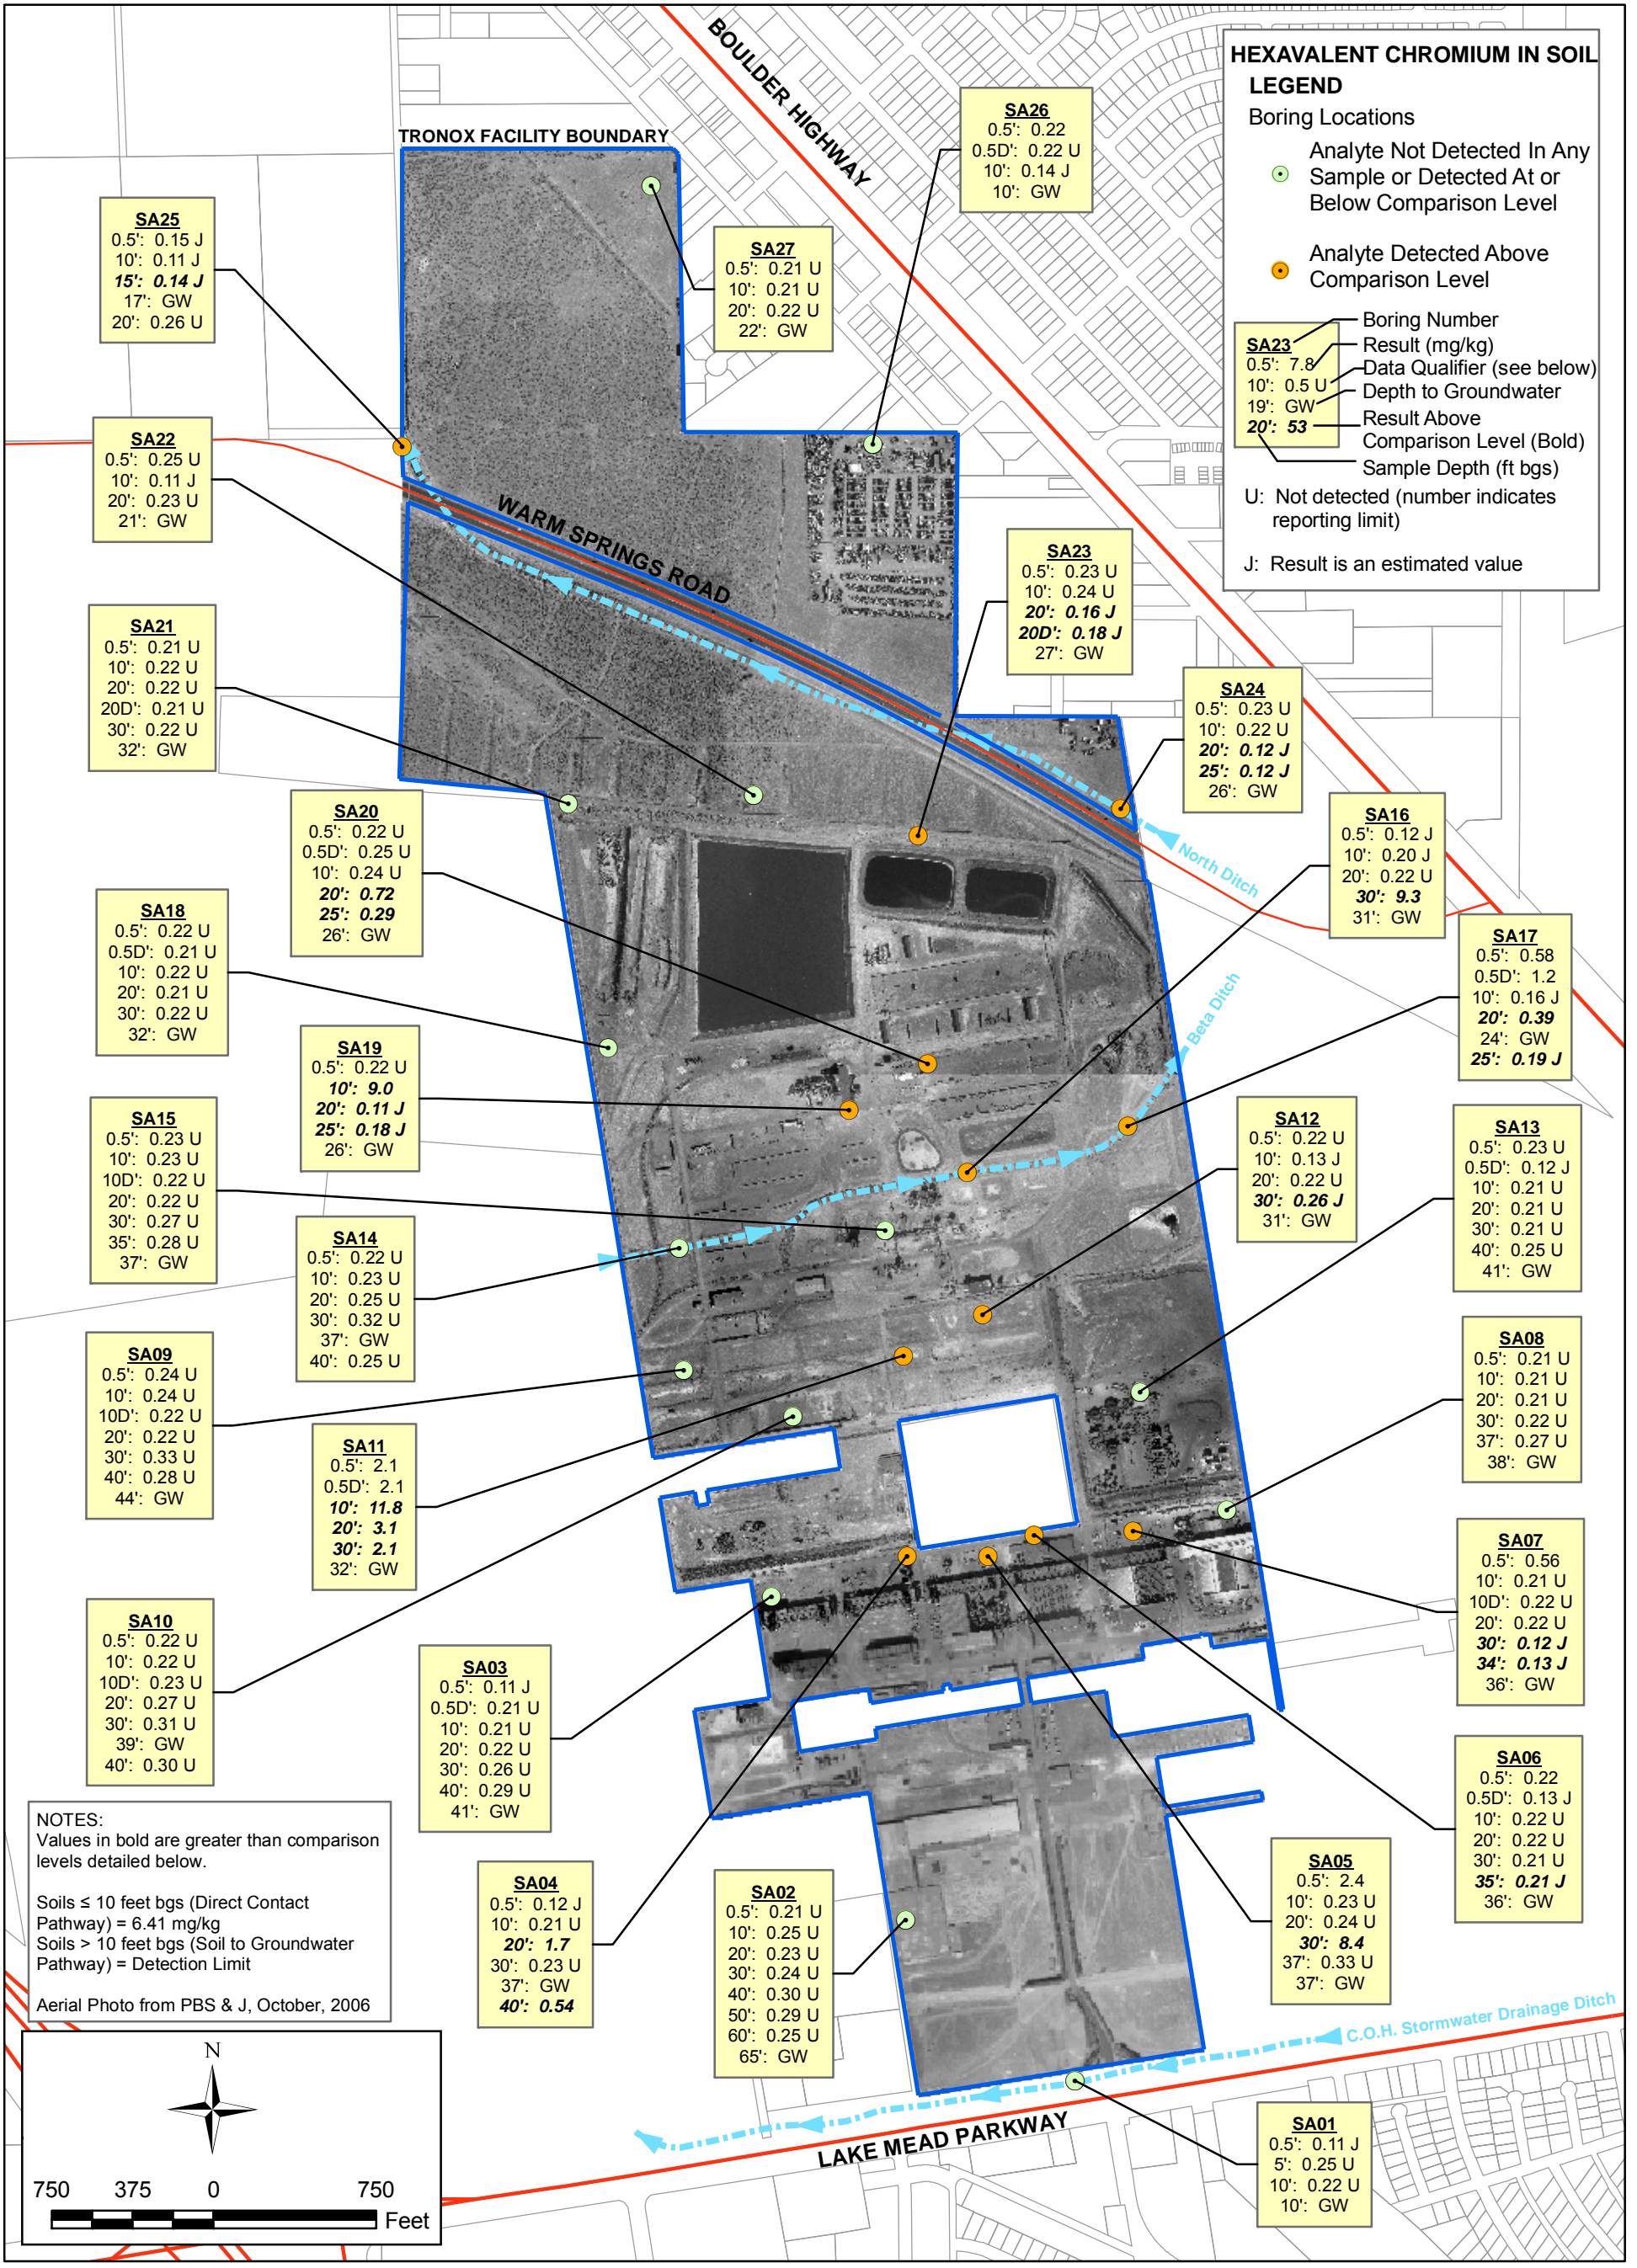 HEXAVALENT CHROMIUM IN SOIL
LEGEND
Boring Locations
Analyte Not Detected In Any
Sample or Detected At or
Below Comparison Level
Analyte Detected Above
Comparison Level
SA23
0.5': 7.8
10': 0.5 U
19': GW
20': 53
Boring Number
Result (mg/kg)
Data Qualifier (see below)
Depth to Groundwater
Result Above
Comparison Level (Bold)
Sample Depth (ft bgs)
U: Not detected (number indicates
reporting limit)
J: Result is an estimated value
BOULDER HIGHWAY
TRONOX FACILITY BOUNDARY
SA26
0.5': 0.22
0.5D': 0.22 U
10': 0.14 J
10': GW
SA25
0.5': 0.15 J
10': 0.11 J
15': 0.14 J
17': GW
20': 0.26 U
SA27
0.5': 0.21 U
10': 0.21 U
20': 0.22 U
22': GW
SA22
0.5': 0.25 U
10': 0.11 J
20': 0.23 U
21': GW
WARM SPRINGS ROAD
SA23
0.5': 0.23 U
10': 0.24 U
20': 0.16 J
20D': 0.18 J
27': GW
SA21
0.5': 0.21 U
10': 0.22 U
20': 0.22 U
20D': 0.21 U
30': 0.22 U
32': GW
SA24
0.5': 0.23 U
10': 0.22 U
20': 0.12 J
25': 0.12 J
26': GW
North Ditch
SA20
0.5': 0.22 U
0.5D': 0.25 U
10': 0.24 U
20': 0.72
25': 0.29
26': GW
SA16
0.5': 0.12 J
10': 0.20 J
20': 0.22 U
30': 9.3
31': GW
SA18
0.5': 0.22 U
0.5D': 0.21 U
10': 0.22 U
20': 0.21 U
30': 0.22 U
32': GW
SA17
0.5': 0.58
0.5D': 1.2
10': 0.16 J
20': 0.39
24': GW
25': 0.19 J
Beta Ditch
SA19
0.5': 0.22 U
10': 9.0
20': 0.11 J
25': 0.18 J
26': GW
SA15
0.5': 0.23 U
10': 0.23 U
10D': 0.22 U
20': 0.22 U
30': 0.27 U
35': 0.28 U
37': GW
SA12
0.5': 0.22 U
10': 0.13 J
20': 0.22 U
30': 0.26 J
31': GW
SA13
0.5': 0.23 U
0.5D': 0.12 J
10': 0.21 U
20': 0.21 U
30': 0.21 U
40': 0.25 U
41': GW
SA14
0.5': 0.22 U
10': 0.23 U
20': 0.25 U
30': 0.32 U
37': GW
40': 0.25 U
SA09
0.5': 0.24 U
10': 0.24 U
10D': 0.22 U
20': 0.22 U
30': 0.33 U
40': 0.28 U
44': GW
SA08
0.5': 0.21 U
10': 0.21 U
20': 0.21 U
30': 0.22 U
37': 0.27 U
38': GW
SA11
0.5': 2.1
0.5D': 2.1
10': 11.8
20': 3.1
30': 2.1
32': GW
SA07
0.5': 0.56
10': 0.21 U
10D': 0.22 U
20': 0.22 U
30': 0.12 J
34': 0.13 J
36': GW
SA10
0.5': 0.22 U
10': 0.22 U
10D': 0.23 U
20': 0.27 U
30': 0.31 U
39': GW
40': 0.30 U
SA03
0.5': 0.11 J
0.5D': 0.21 U
10': 0.21 U
20': 0.22 U
30': 0.26 U
40': 0.29 U
41': GW
SA06
0.5': 0.22
0.5D': 0.13 J
10': 0.22 U
20': 0.22 U
30': 0.21 U
35': 0.21 J
36': GW
SA04
0.5': 0.12 J
10': 0.21 U
20': 1.7
30': 0.23 U
37': GW
40': 0.54
SA02
0.5': 0.21 U
10': 0.25 U
20': 0.23 U
30': 0.24 U
40': 0.30 U
50': 0.29 U
60': 0.25 U
65': GW
SA05
0.5': 2.4
10': 0.23 U
20': 0.24 U
30': 8.4
37': 0.33 U
37': GW
NOTES:
Values in bold are greater than comparison
levels detailed below.
Soils ≤ 10 feet bgs (Direct Contact
Pathway) = 6.41 mg/kg
Soils > 10 feet bgs (Soil to Groundwater
Pathway) = Detection Limit
Aerial Photo from PBS & J, October, 2006
C.O.H. Stormwater Drainage Ditch
LAKE MEAD PARKWAY
SA01
0.5': 0.11 J
5': 0.25 U
10': 0.22 U
10': GW
N
750 375 0 750
Feet